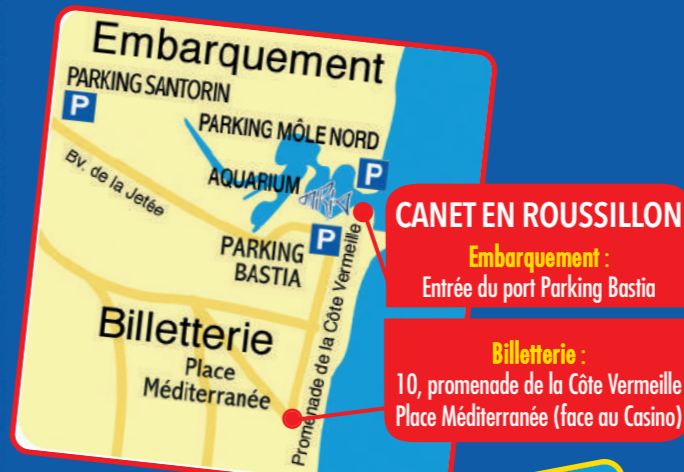 Embarquement
PARKING SANTORIN
P
PARKING MÔLE NORD
P
Bv. de la Jetée
AQUARIUM
PARKING
BASTIA
P
Promenade de la Côte Vermeille
Billetterie
Place
Méditerranée
CANET EN ROUSSILLON
Embarquement :
Entrée du port Parking Bastia
Billetterie :
10, promenade de la Côte Vermeille
Place Méditerranée (face au Casino)